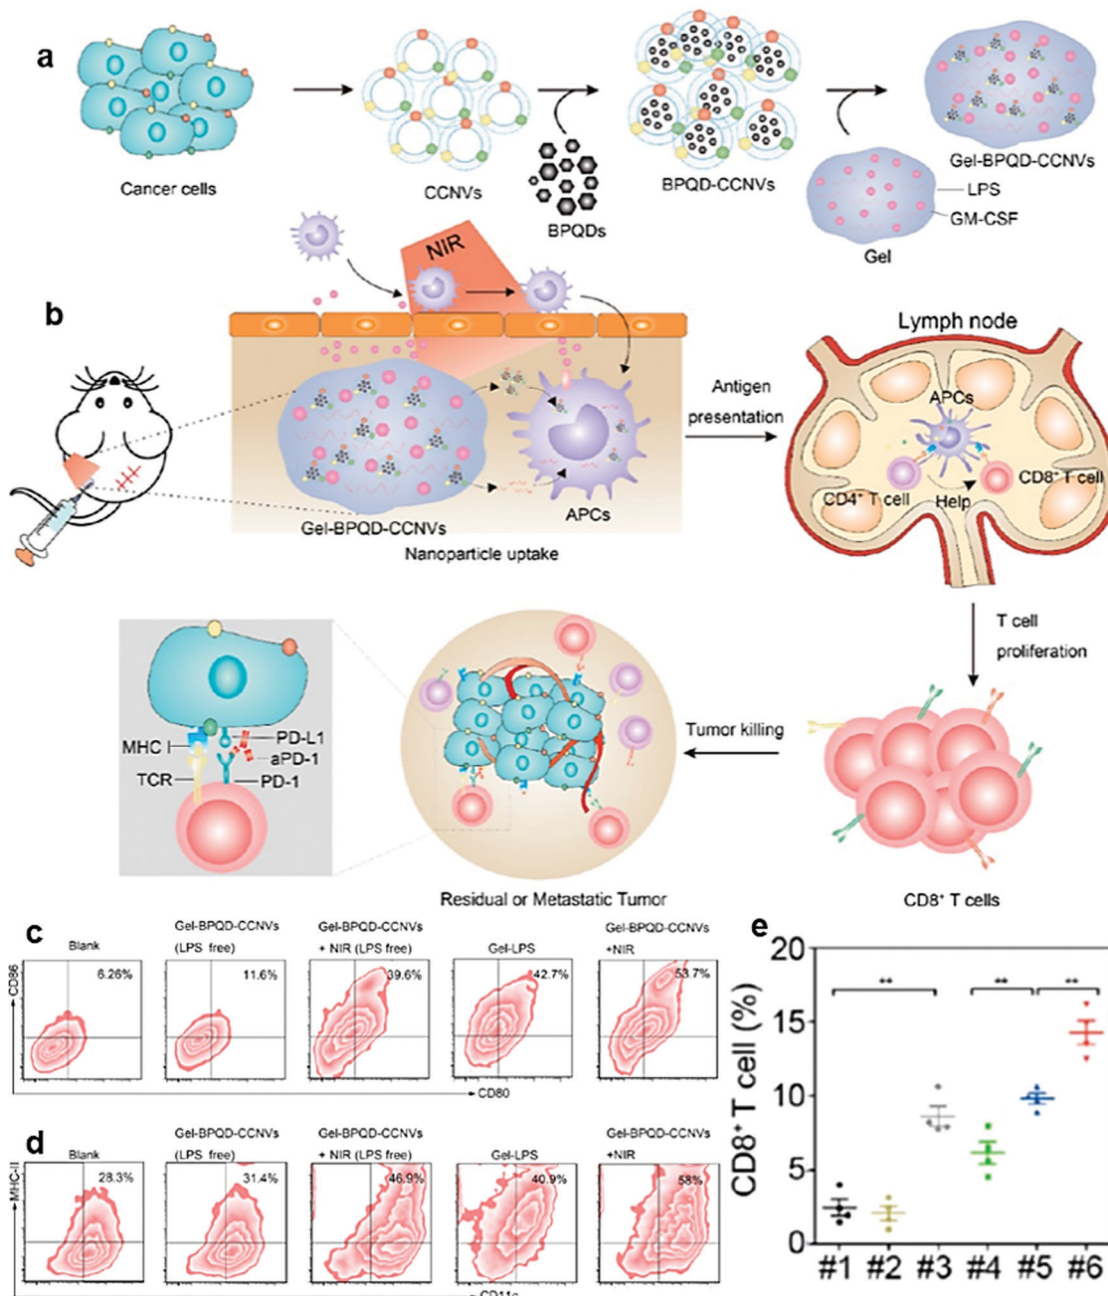 a
Cancer cells
CCNVs
BPQDs
BPQD-CCNVs
Gel-BPQD-CCNVs
LPS
GM-CSF
Gel
b
NIR
Gel-BPQD-CCNVs
APCs
Nanoparticle uptake
Antigen
presentation
Lymph node
APCs
CD4⁺ T cell
Help
CD8⁺ T cell
T cell
proliferation
MHC I
PD-L1
aPD-1
TCR
PD-1
Residual or Metastatic Tumor
Tumor killing
CD8⁺ T cells
c
Blank
Gel-BPQD-CCNVs
(LPS free)
Gel-BPQD-CCNVs
+ NIR (LPS free)
Gel-LPS
Gel-BPQD-CCNVs
+NIR
CD86
6.26%
11.6%
39.6%
42.7%
53.7%
CD80
d
Blank
Gel-BPQD-CCNVs
(LPS free)
Gel-BPQD-CCNVs
+ NIR (LPS free)
Gel-LPS
Gel-BPQD-CCNVs
+NIR
MHC-II
28.3%
31.4%
46.9%
40.9%
58%
CD11c
e
CD8⁺ T cell (%)
20
15
10
5
0
** ** **
#1 #2 #3 #4 #5 #6